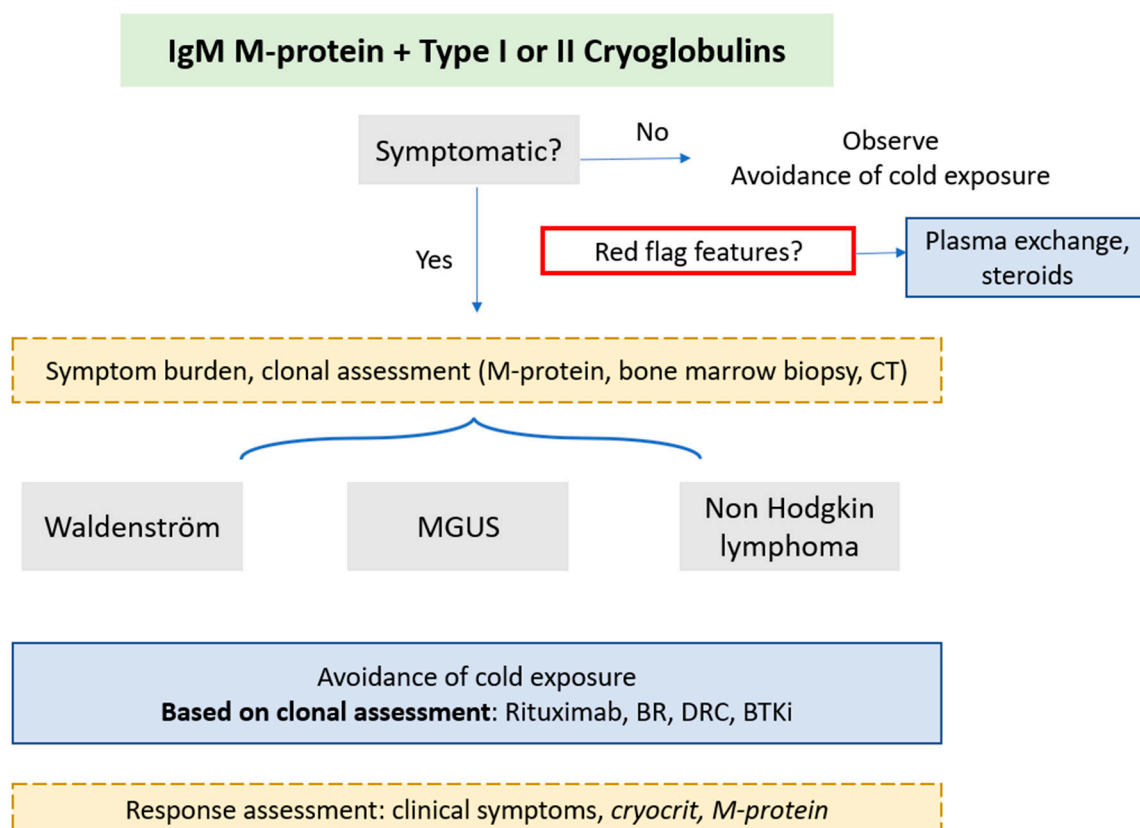 IgM M-protein + Type I or II Cryoglobulins
Symptomatic?
No
Observe
Avoidance of cold exposure
Yes
Red flag features?
Plasma exchange,
steroids
Symptom burden, clonal assessment (M-protein, bone marrow biopsy, CT)
Waldenström
MGUS
Non Hodgkin
lymphoma
Avoidance of cold exposure
Based on clonal assessment: Rituximab, BR, DRC, BTKi
Response assessment: clinical symptoms, cryocrit, M-protein